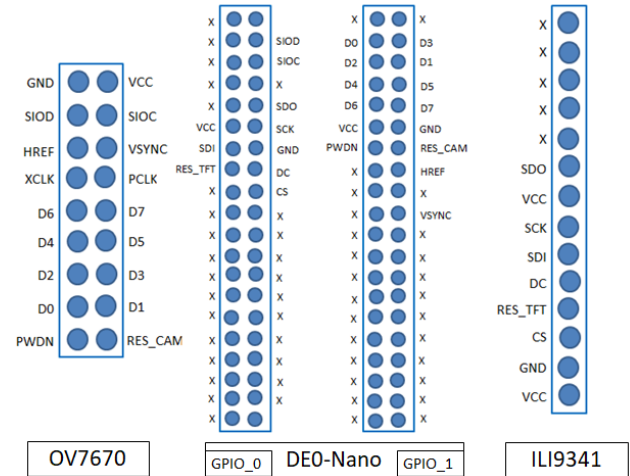 GND VCC
SIOD SIOC
HREF VSYNC
XCLK PCLK
D6 D7
D4 D5
D2 D3
D0 D1
PWDN RES_CAM
OV7670
X
X SIOD
X SIOC
X X
X SDO
VCC SCK
SDI GND
RES_TFT DC
X CS
X X
X X
X X
X X
X X
X X
X X
X X
X X
X X
X
X X
D0 D3
D2 D1
D4 D5
D6 D7
VCC GND
PWDN RES_CAM
X HREF
X X
X VSYNC
X X
X X
X X
X X
X X
X X
X X
X X
X X
X X
GPIO_0 DE0-Nano GPIO_1
X
X
X
X
X
SDO
VCC
SCK
SDI
DC
RES_TFT
CS
GND
VCC
ILI9341